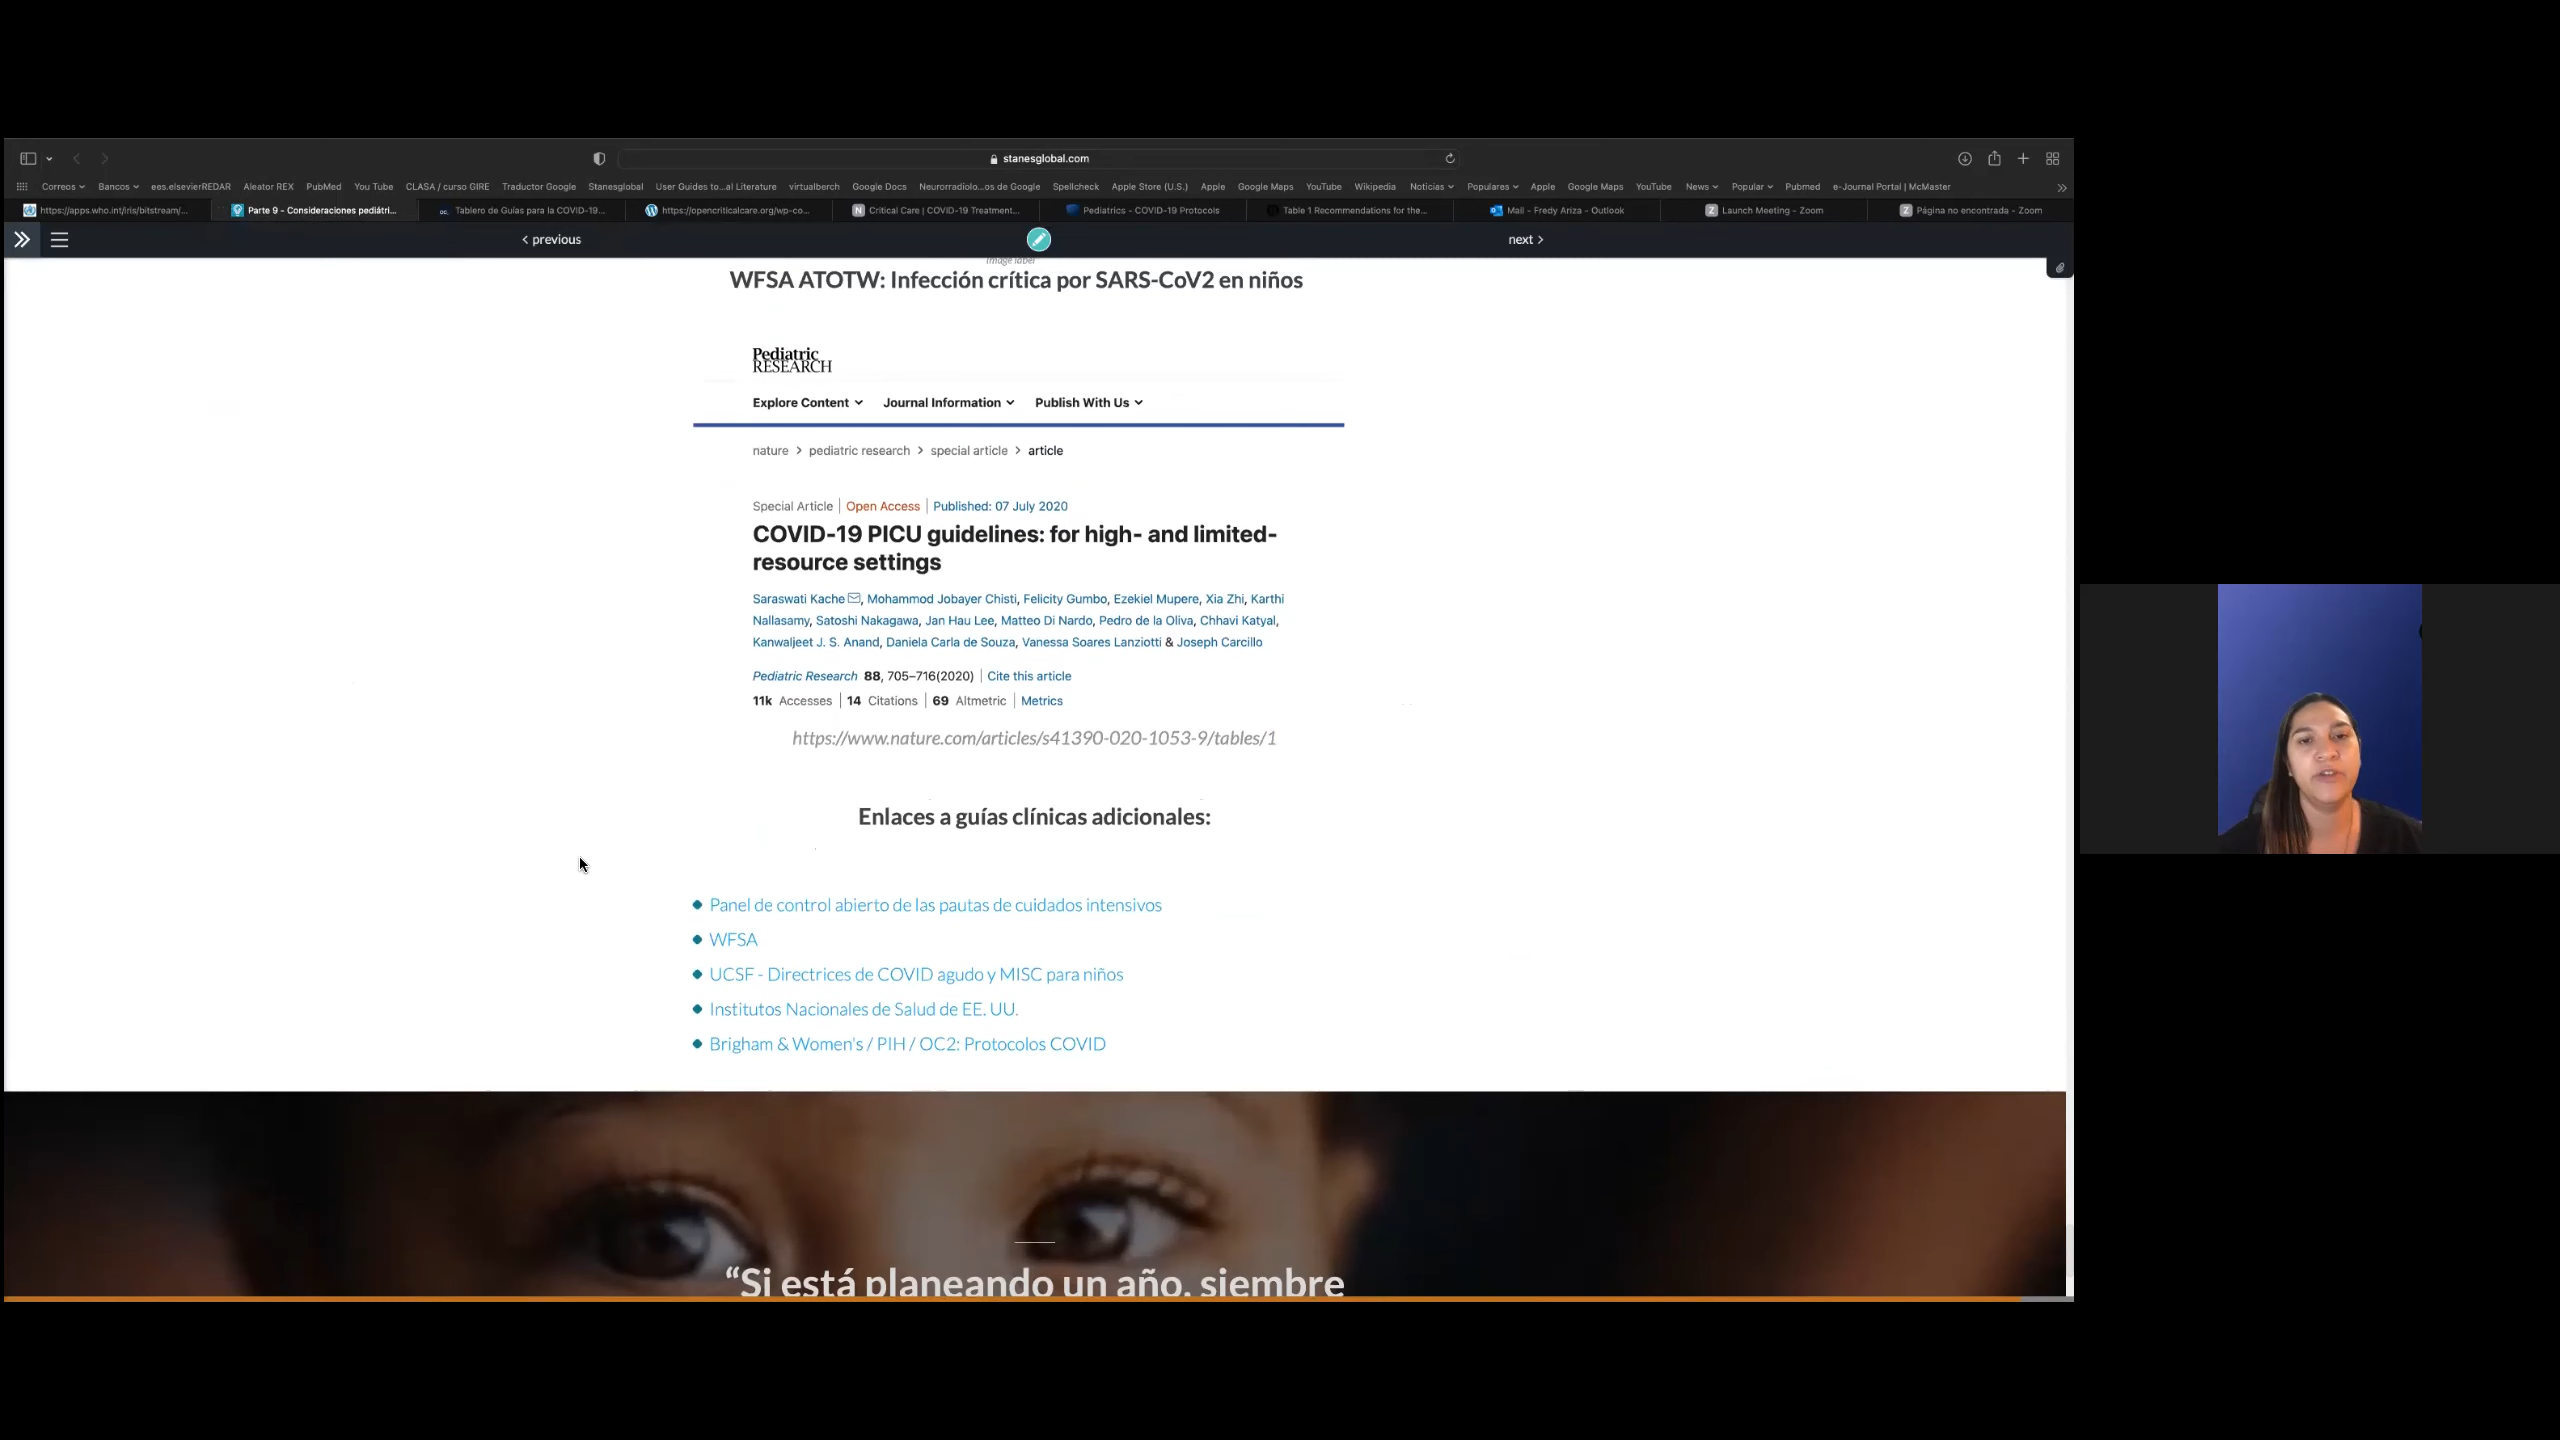 stanesglobal.com
Correos Bancos ees.elsevierREDAR Aleator REX PubMed You Tube CLASA / curso GIRE Traductor Google Stanesglobal User Guides to...al Literature virtualberch Google Docs Neurorradiolo...os de Google Spellcheck Apple Store (U.S.) Apple Google Maps YouTube Wikipedia Noticias Populares Apple Google Maps YouTube News Popular Pubmed e-Journal Portal | McMaster
https://apps.who.int/iris/bitstream/... Parte 9 - Consideraciones pediátri... Tablero de Guías para la COVID-19... https://opencriticalcare.org/wp-co... Critical Care | COVID-19 Treatment... Pediatrics - COVID-19 Protocols Table 1 Recommendations for the... Mail - Fredy Ariza - Outlook Launch Meeting - Zoom Página no encontrada - Zoom
< previous next >
Image label
WFSA ATOTW: Infección crítica por SARS-CoV2 en niños
Pediatric
RESEARCH
Explore Content Journal Information Publish With Us
nature > pediatric research > special article > article
Special Article | Open Access | Published: 07 July 2020
COVID-19 PICU guidelines: for high- and limited-
resource settings
Saraswati Kache, Mohammod Jobayer Chisti, Felicity Gumbo, Ezekiel Mupere, Xia Zhi, Karthi
Nallasamy, Satoshi Nakagawa, Jan Hau Lee, Matteo Di Nardo, Pedro de la Oliva, Chhavi Katyal,
Kanwaljeet J. S. Anand, Daniela Carla de Souza, Vanessa Soares Lanziotti & Joseph Carcillo
Pediatric Research 88, 705–716(2020) | Cite this article
11k Accesses | 14 Citations | 69 Altmetric | Metrics
https://www.nature.com/articles/s41390-020-1053-9/tables/1
Enlaces a guías clínicas adicionales:
Panel de control abierto de las pautas de cuidados intensivos
WFSA
UCSF - Directrices de COVID agudo y MISC para niños
Institutos Nacionales de Salud de EE. UU.
Brigham & Women's / PIH / OC2: Protocolos COVID
“Si está planeando un año, siembre